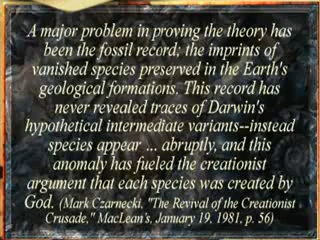 A major problem in proving the theory has
been the fossil record; the imprints of
vanished species preserved in the Earth's
geological formations. This record has
never revealed traces of Darwin's
hypothetical intermediate variants--instead
species appear ... abruptly, and this
anomaly has fueled the creationist
argument that each species was created by
God. (Mark Czarnecki, "The Revival of the Creationist
Crusade," MacLean's, January 19, 1981, p. 56)